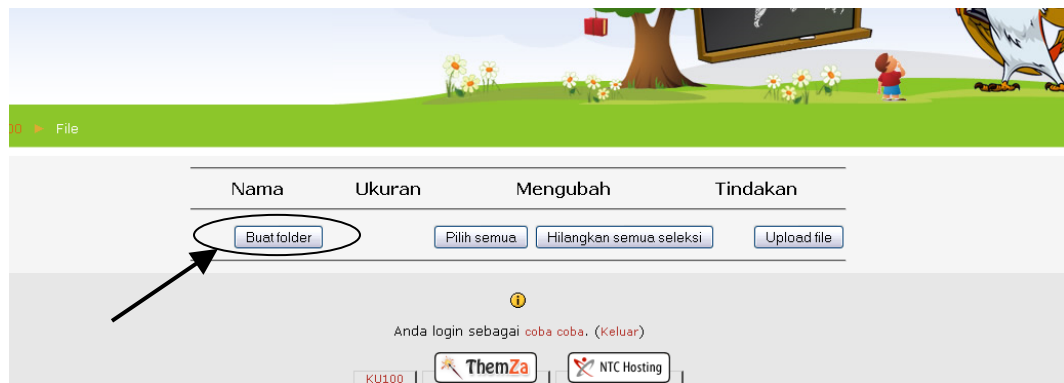 00 ► File
Nama Ukuran Mengubah Tindakan
Buat folder Pilih semua Hilangkan semua seleksi Upload file
Anda login sebagai coba coba. (Keluar)
KU100 ThemZa NTC Hosting